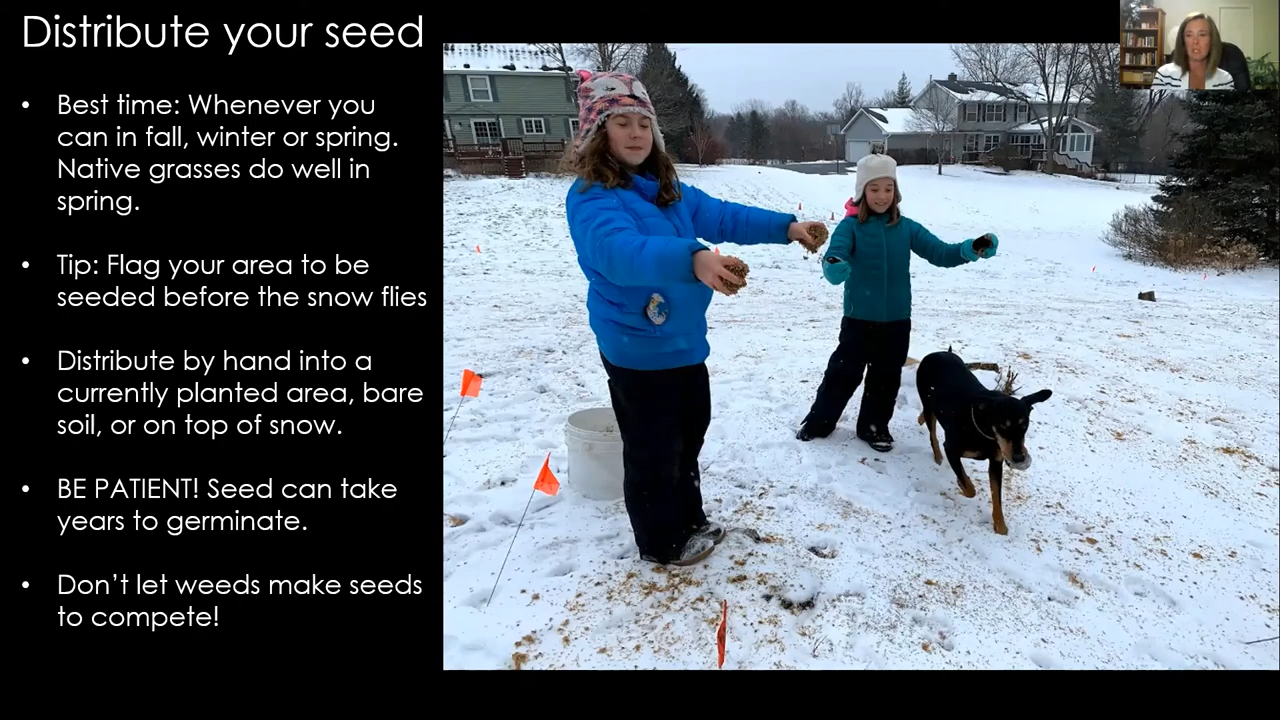 Distribute your seed
• Best time: Whenever you
can in fall, winter or spring.
Native grasses do well in
spring.
• Tip: Flag your area to be
seeded before the snow flies
• Distribute by hand into a
currently planted area, bare
soil, or on top of snow.
• BE PATIENT! Seed can take
years to germinate.
• Don’t let weeds make seeds
to compete!